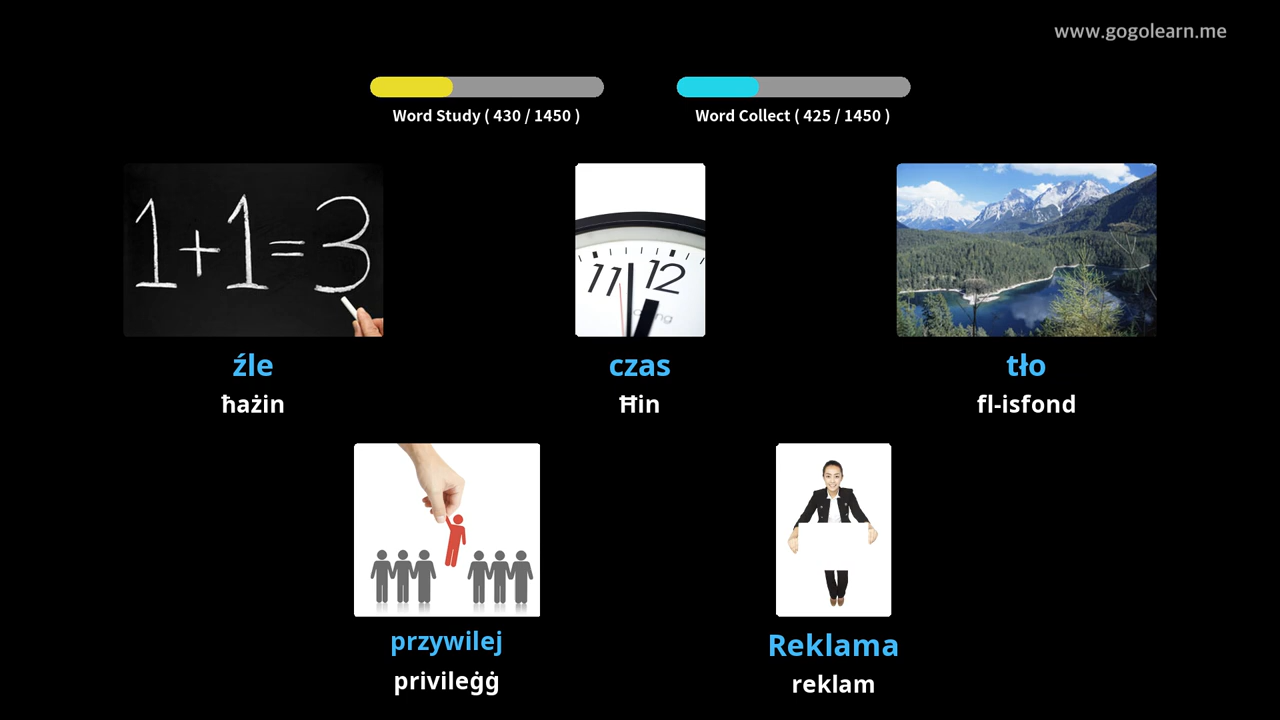 www.gogolearn.me
Word Study ( 430 / 1450 )
Word Collect ( 425 / 1450 )
1+1=3
11 12
źle
czas
tło
ħażin
Ħin
fl-isfond
przywilej
Reklama
privileġġ
reklam